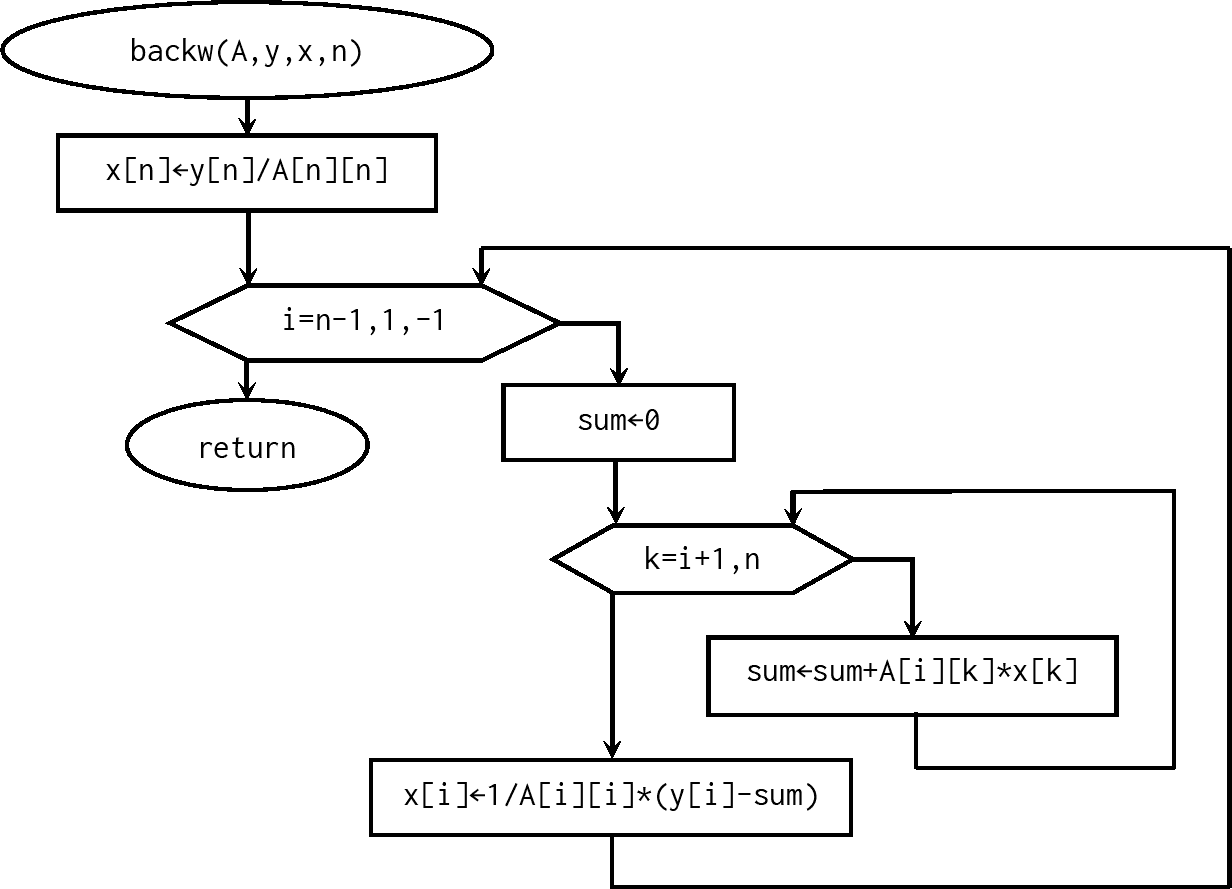 backw(A,y,x,n)
x[n]←y[n]/A[n][n]
i=n-1,1,-1
return
sum←0
k=i+1,n
sum←sum+A[i][k]*x[k]
x[i]←1/A[i][i]*(y[i]-sum)